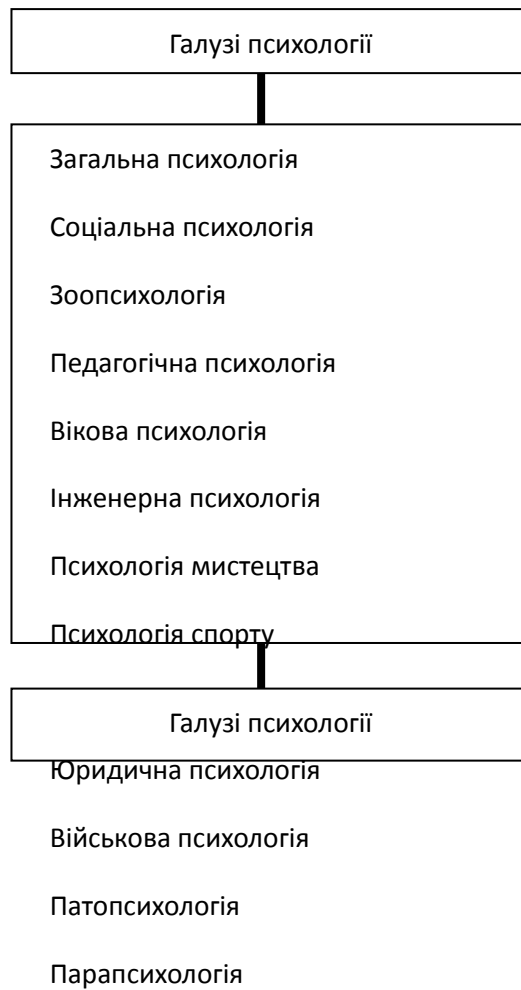 Галузі психології
Загальна психологія
Соціальна психологія
Зоопсихологія
Педагогічна психологія
Вікова психологія
Інженерна психологія
Психологія мистецтва
Психологія спорту
Галузі психології
Юридична психологія
Військова психологія
Патопсихологія
Парапсихологія